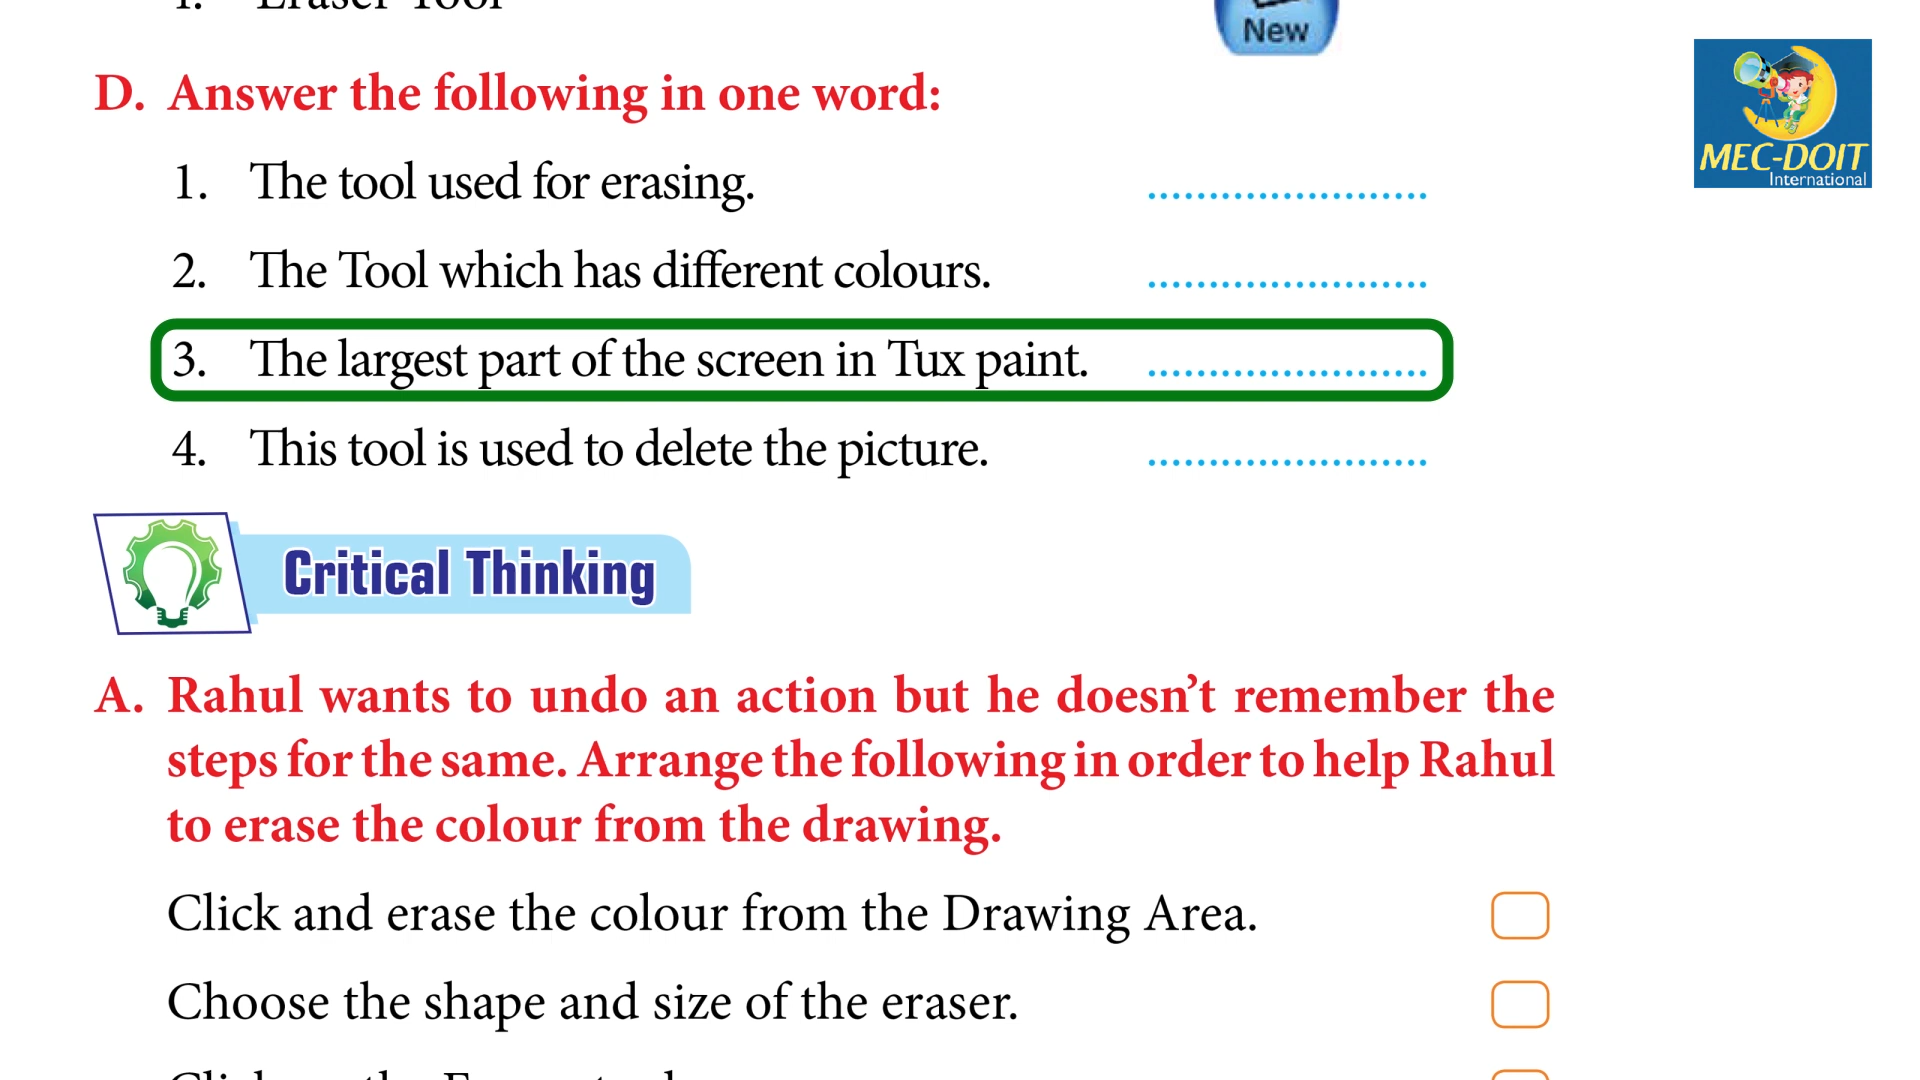 Eraser Tool
New
D. Answer the following in one word:
1. The tool used for erasing. .......................
2. The Tool which has different colours. .......................
3. The largest part of the screen in Tux paint. .......................
4. This tool is used to delete the picture. .......................
MEC-DOIT
International
Critical Thinking
A. Rahul wants to undo an action but he doesn’t remember the
steps for the same. Arrange the following in order to help Rahul
to erase the colour from the drawing.
Click and erase the colour from the Drawing Area.
Choose the shape and size of the eraser.